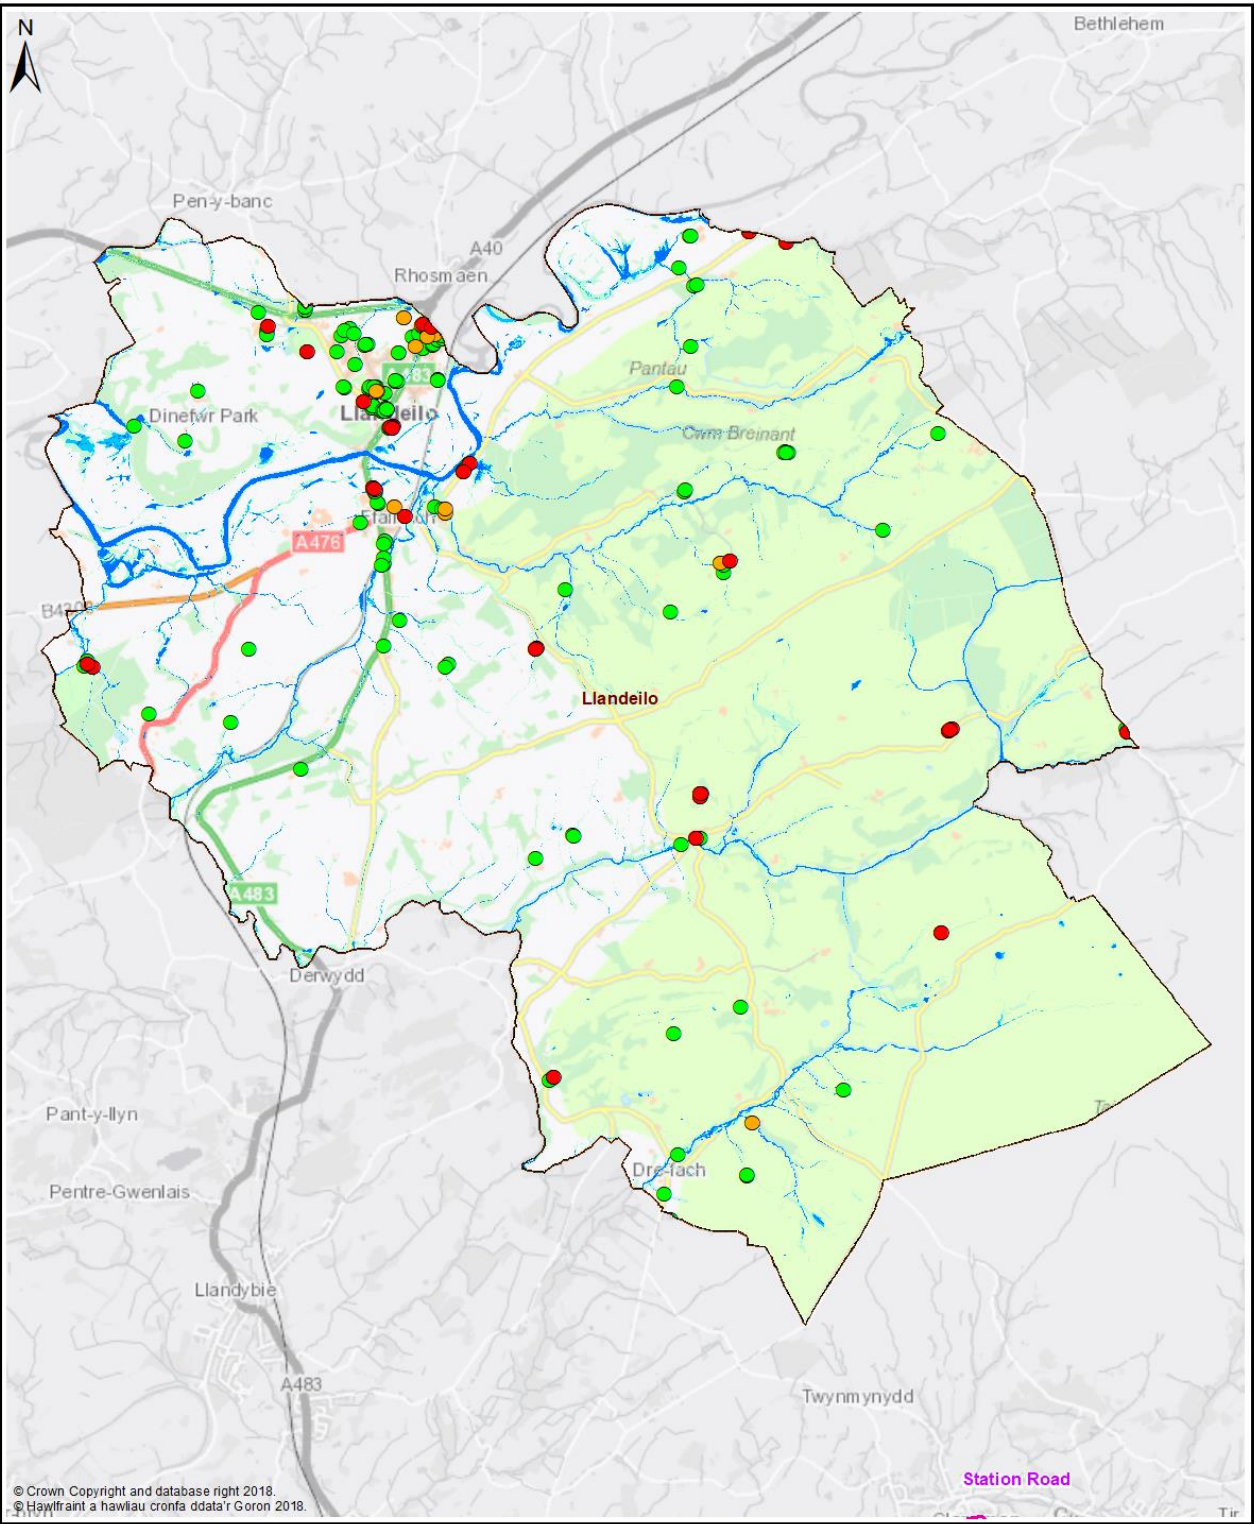 N
Bethlehem
Pen-y-banc
A40
Rhosmaen
Pantau
A483
Dinefwr Park
Llandeilo
Cwm Breinant
A476
Llandeilo
A483
Derwydd
Pant-y-llyn
Dre-fach
Pentre-Gwenlais
Llandybie
A483
Twynmynydd
Station Road
© Crown Copyright and database right 2018.
© Hawlfraint a hawliau cronfa ddata'r Goron 2018.